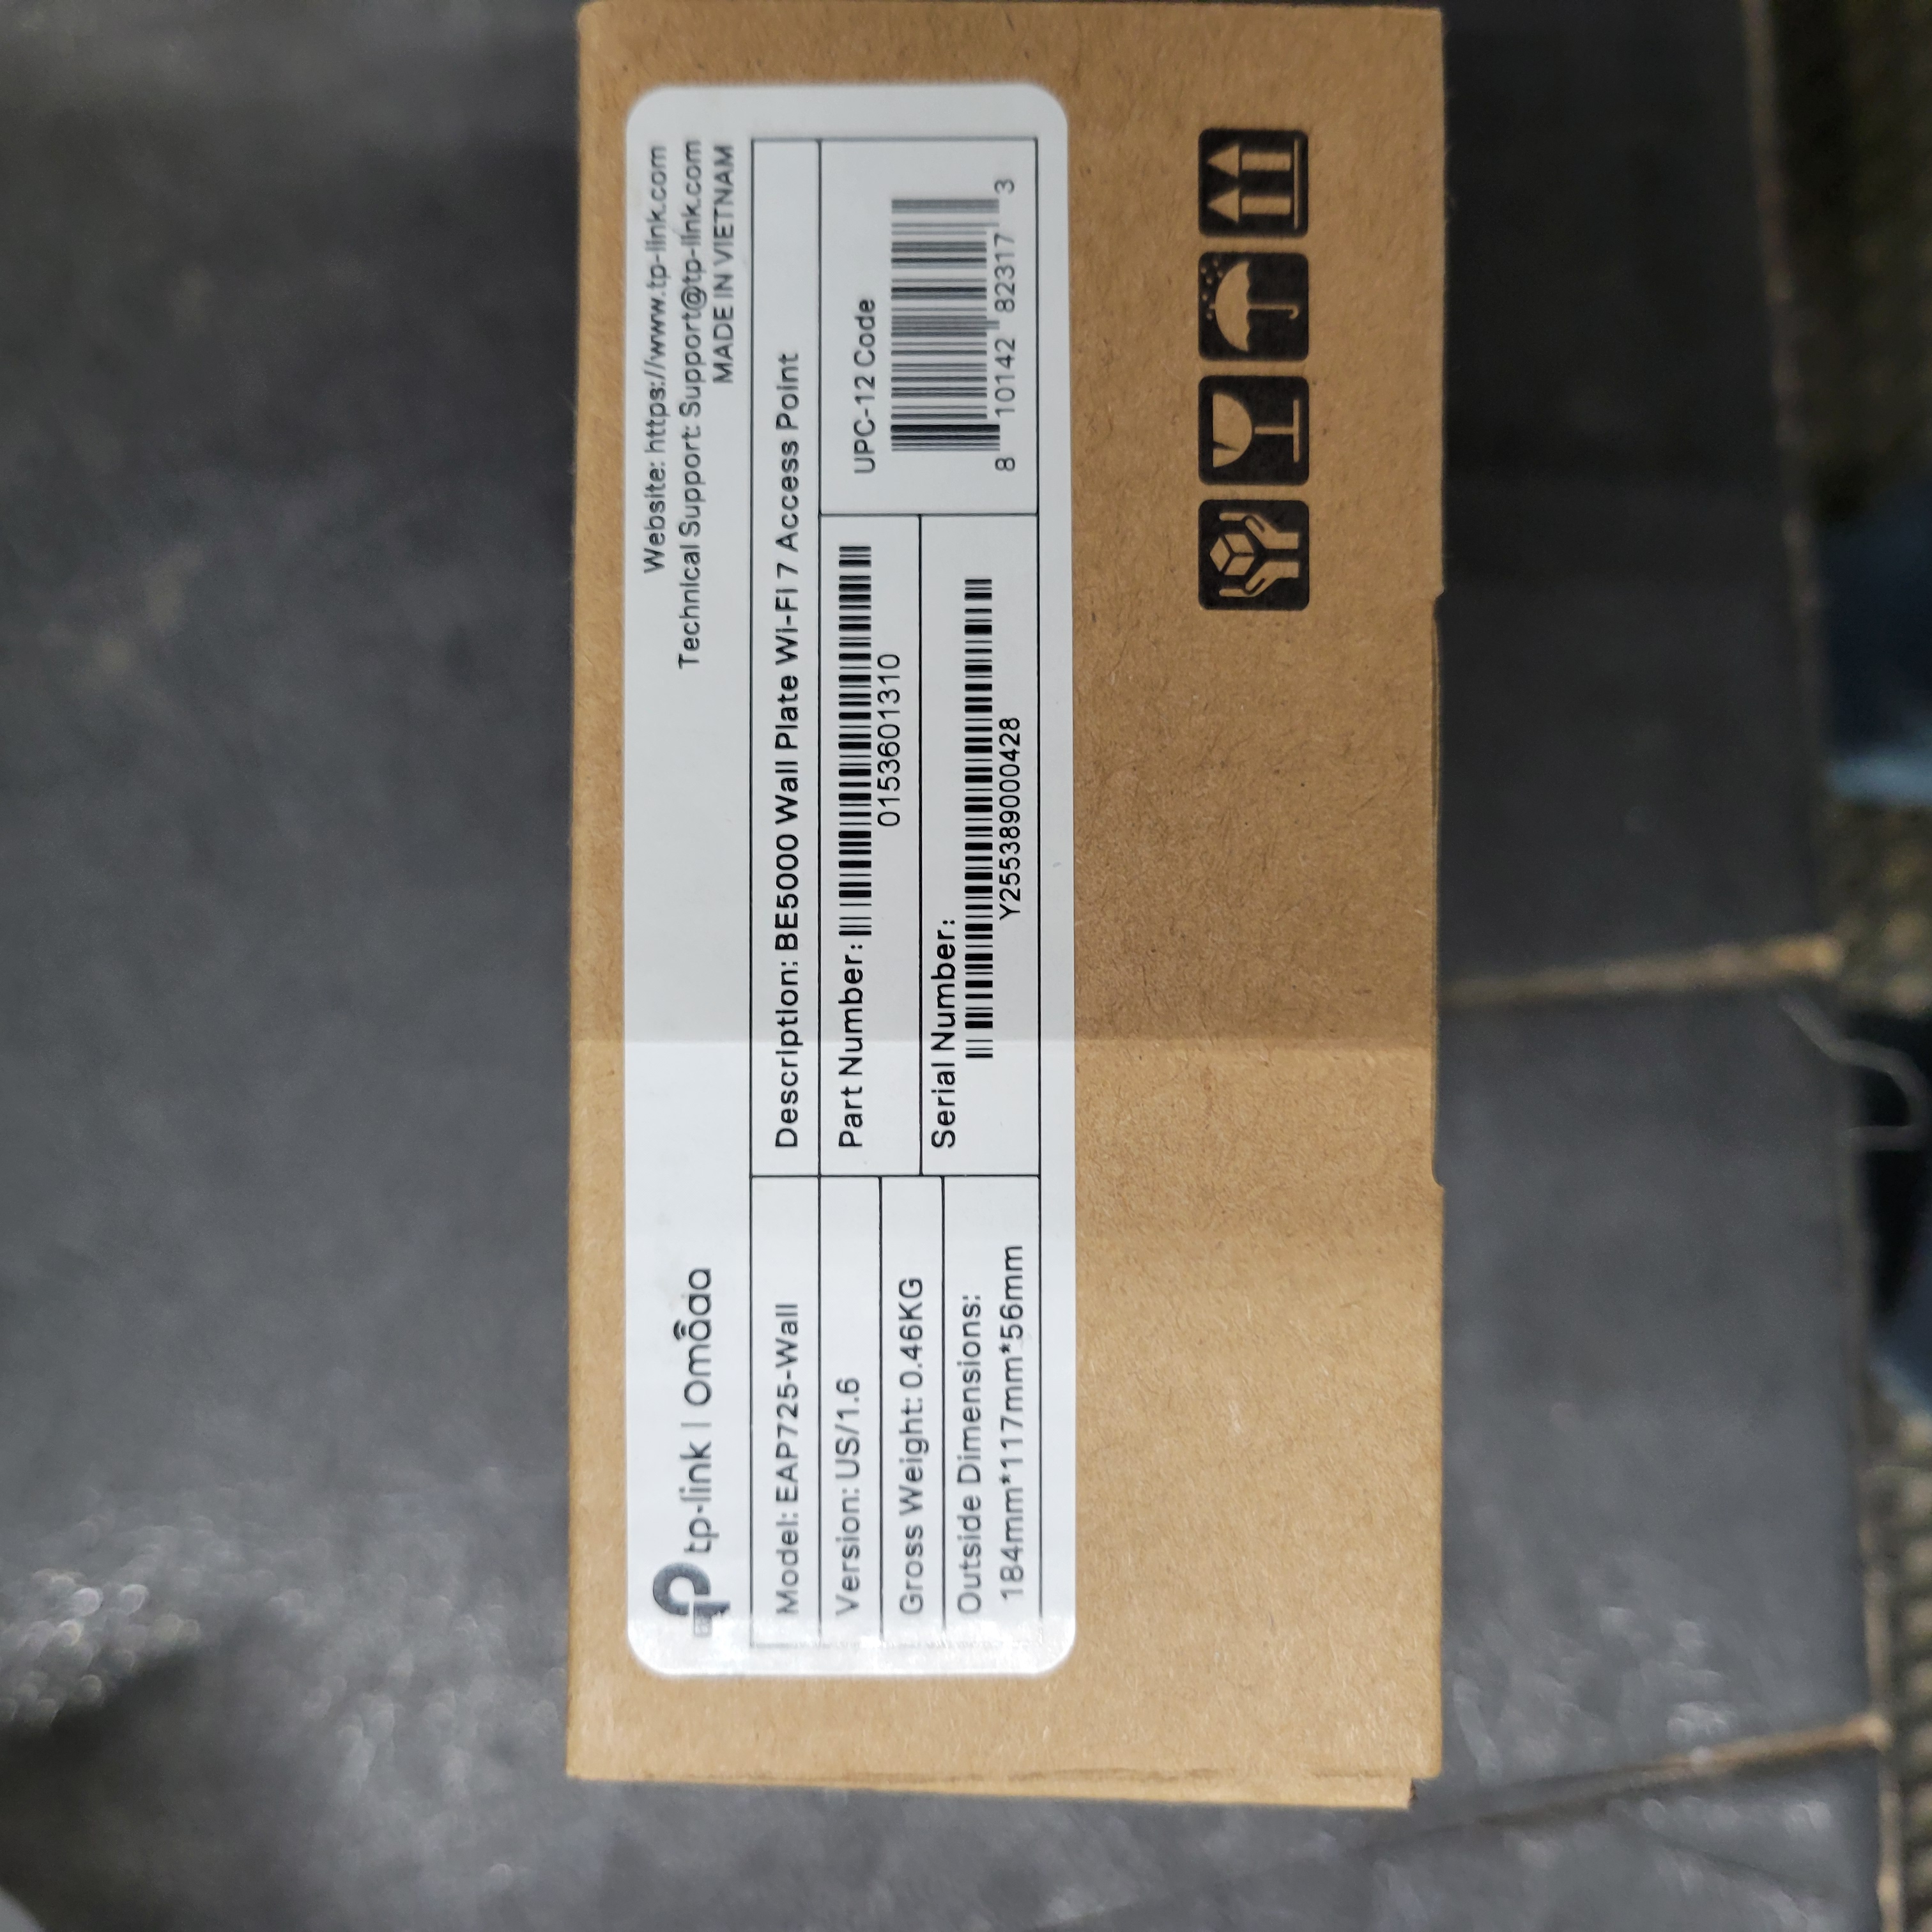 tp-link | omada
Website: https://www.tp-link.com
Technical Support: Support@tp-link.com
MADE IN VIETNAM
Model: EAP725-Wall
Description: BE5000 Wall Plate Wi-Fi 7 Access Point
Version: US/1.6
Gross Weight: 0.46KG
Outside Dimensions:
184mm*117mm*56mm
Part Number:
0153601310
Serial Number:
Y255389000428
UPC-12 Code
8 10142 82317 3